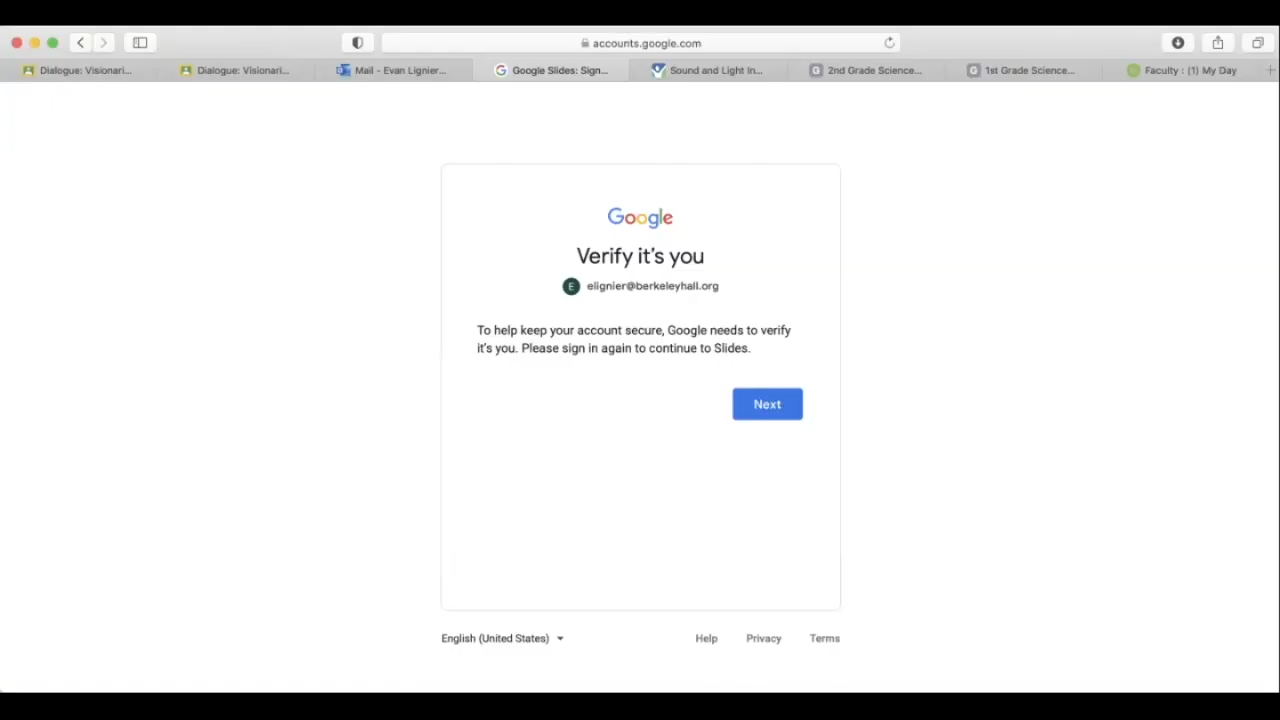 accounts.google.com
Dialogue: Visionari...
Dialogue: Visionari...
Mail - Evan Lignier...
Google Slides: Sign...
Sound and Light In...
2nd Grade Science...
1st Grade Science...
Faculty : (1) My Day
Google
Verify it's you
E elignier@berkeleyhall.org
To help keep your account secure, Google needs to verify
it's you. Please sign in again to continue to Slides.
Next
English (United States)
Help
Privacy
Terms